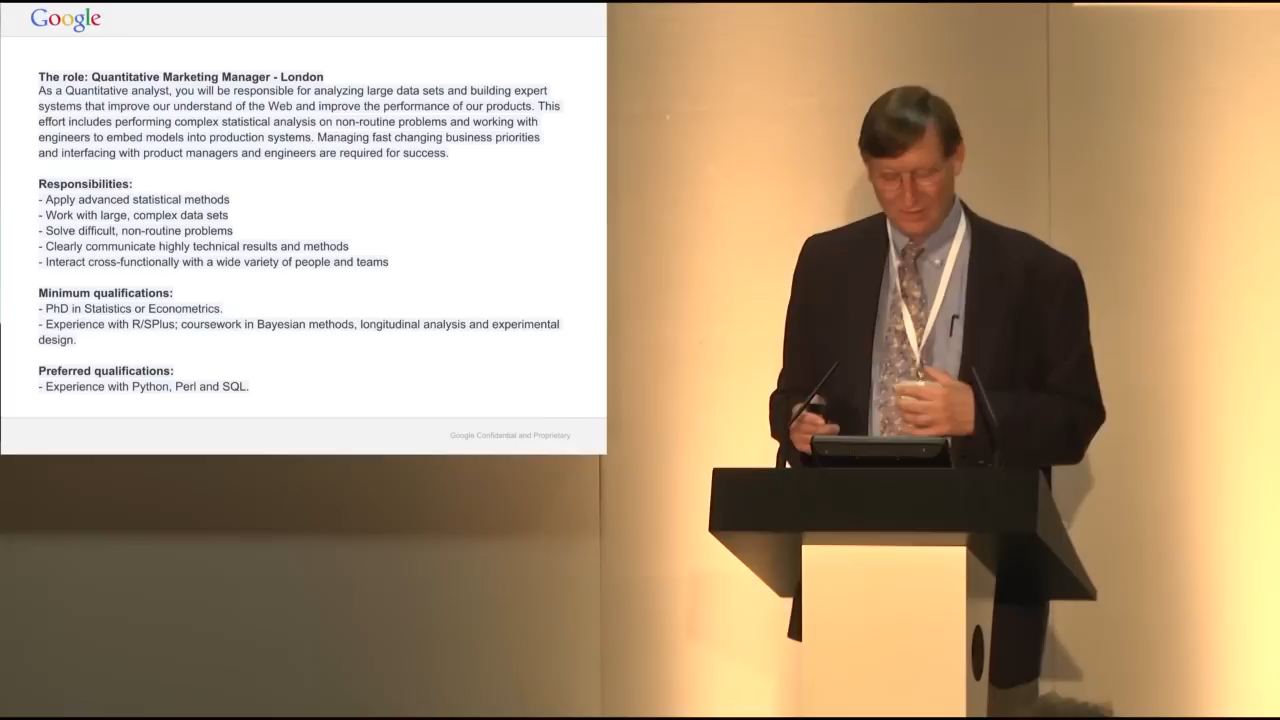 Google
The role: Quantitative Marketing Manager - London
As a Quantitative analyst, you will be responsible for analyzing large data sets and building expert
systems that improve our understand of the Web and improve the performance of our products. This
effort includes performing complex statistical analysis on non-routine problems and working with
engineers to embed models into production systems. Managing fast changing business priorities
and interfacing with product managers and engineers are required for success.
Responsibilities:
- Apply advanced statistical methods
- Work with large, complex data sets
- Solve difficult, non-routine problems
- Clearly communicate highly technical results and methods
- Interact cross-functionally with a wide variety of people and teams
Minimum qualifications:
- PhD in Statistics or Econometrics.
- Experience with R/SPlus; coursework in Bayesian methods, longitudinal analysis and experimental
design.
Preferred qualifications:
- Experience with Python, Perl and SQL.
Google Confidential and Proprietary